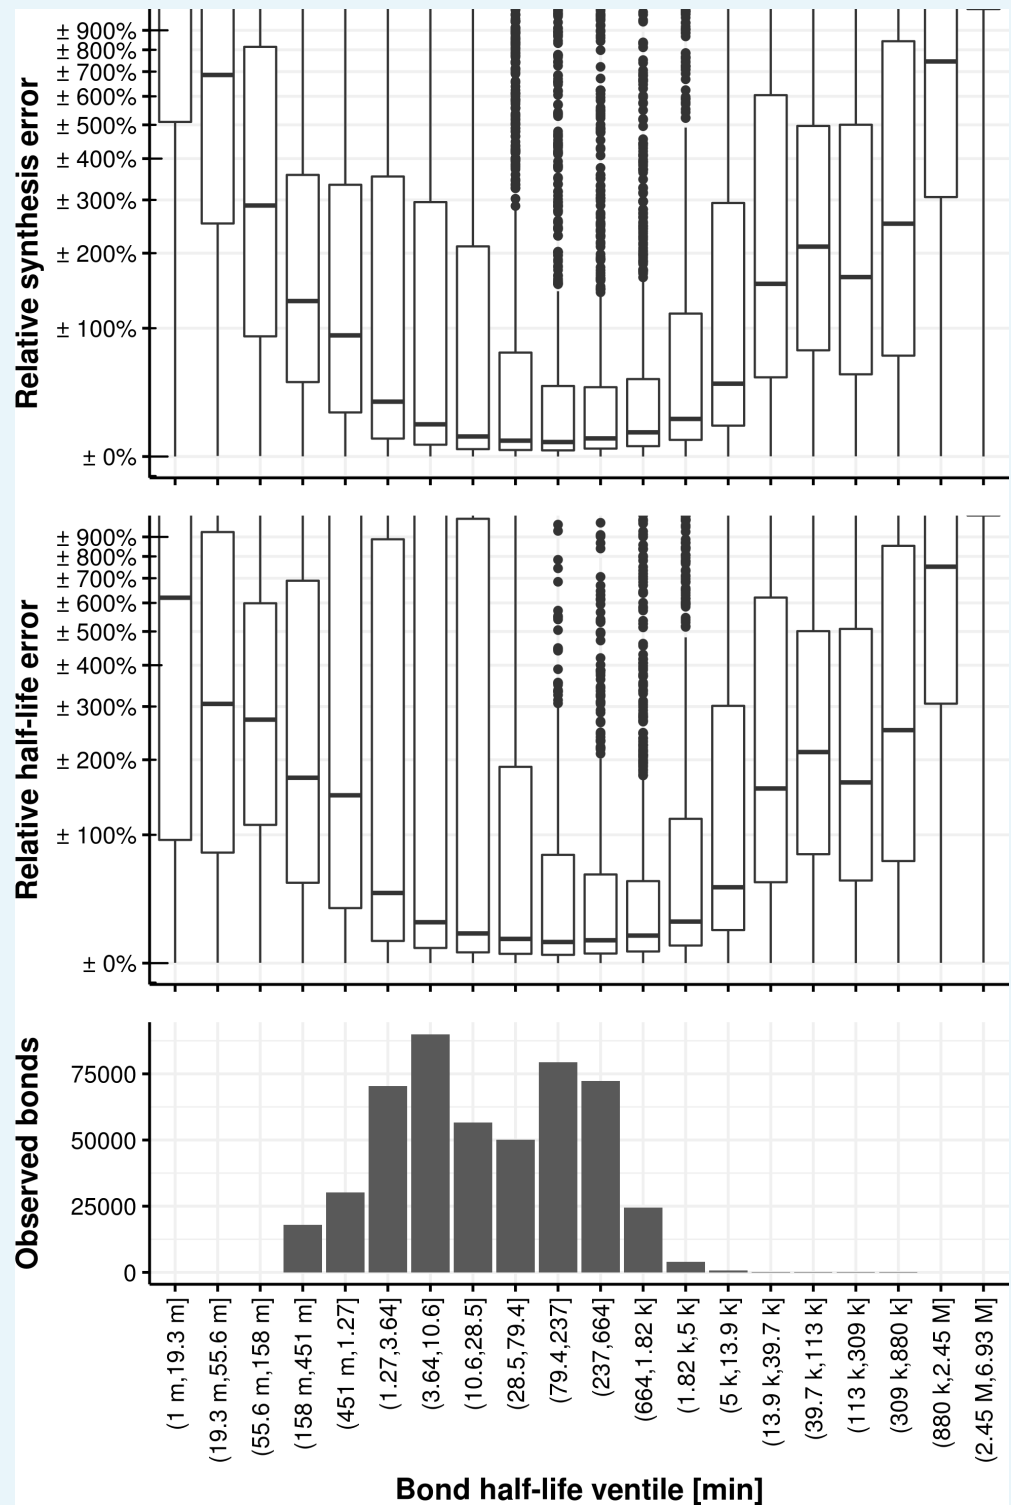 Relative synthesis error
± 900%
± 800%
± 700%
± 600%
± 500%
± 400%
± 300%
± 200%
± 100%
± 0%
Relative half-life error
± 900%
± 800%
± 700%
± 600%
± 500%
± 400%
± 300%
± 200%
± 100%
± 0%
Observed bonds
75000
50000
25000
0
(1 m,19.3 m]
(19.3 m,55.6 m]
(55.6 m,158 m]
(158 m,451 m]
(451 m,1.27]
(1.27,3.64]
(3.64,10.6]
(10.6,28.5]
(28.5,79.4]
(79.4,237]
(237,664]
(664,1.82 k]
(1.82 k,5 k]
(5 k,13.9 k]
(13.9 k,39.7 k]
(39.7 k,113 k]
(113 k,309 k]
(309 k,880 k]
(880 k,2.45 M]
(2.45 M,6.93 M]
Bond half-life ventile [min]